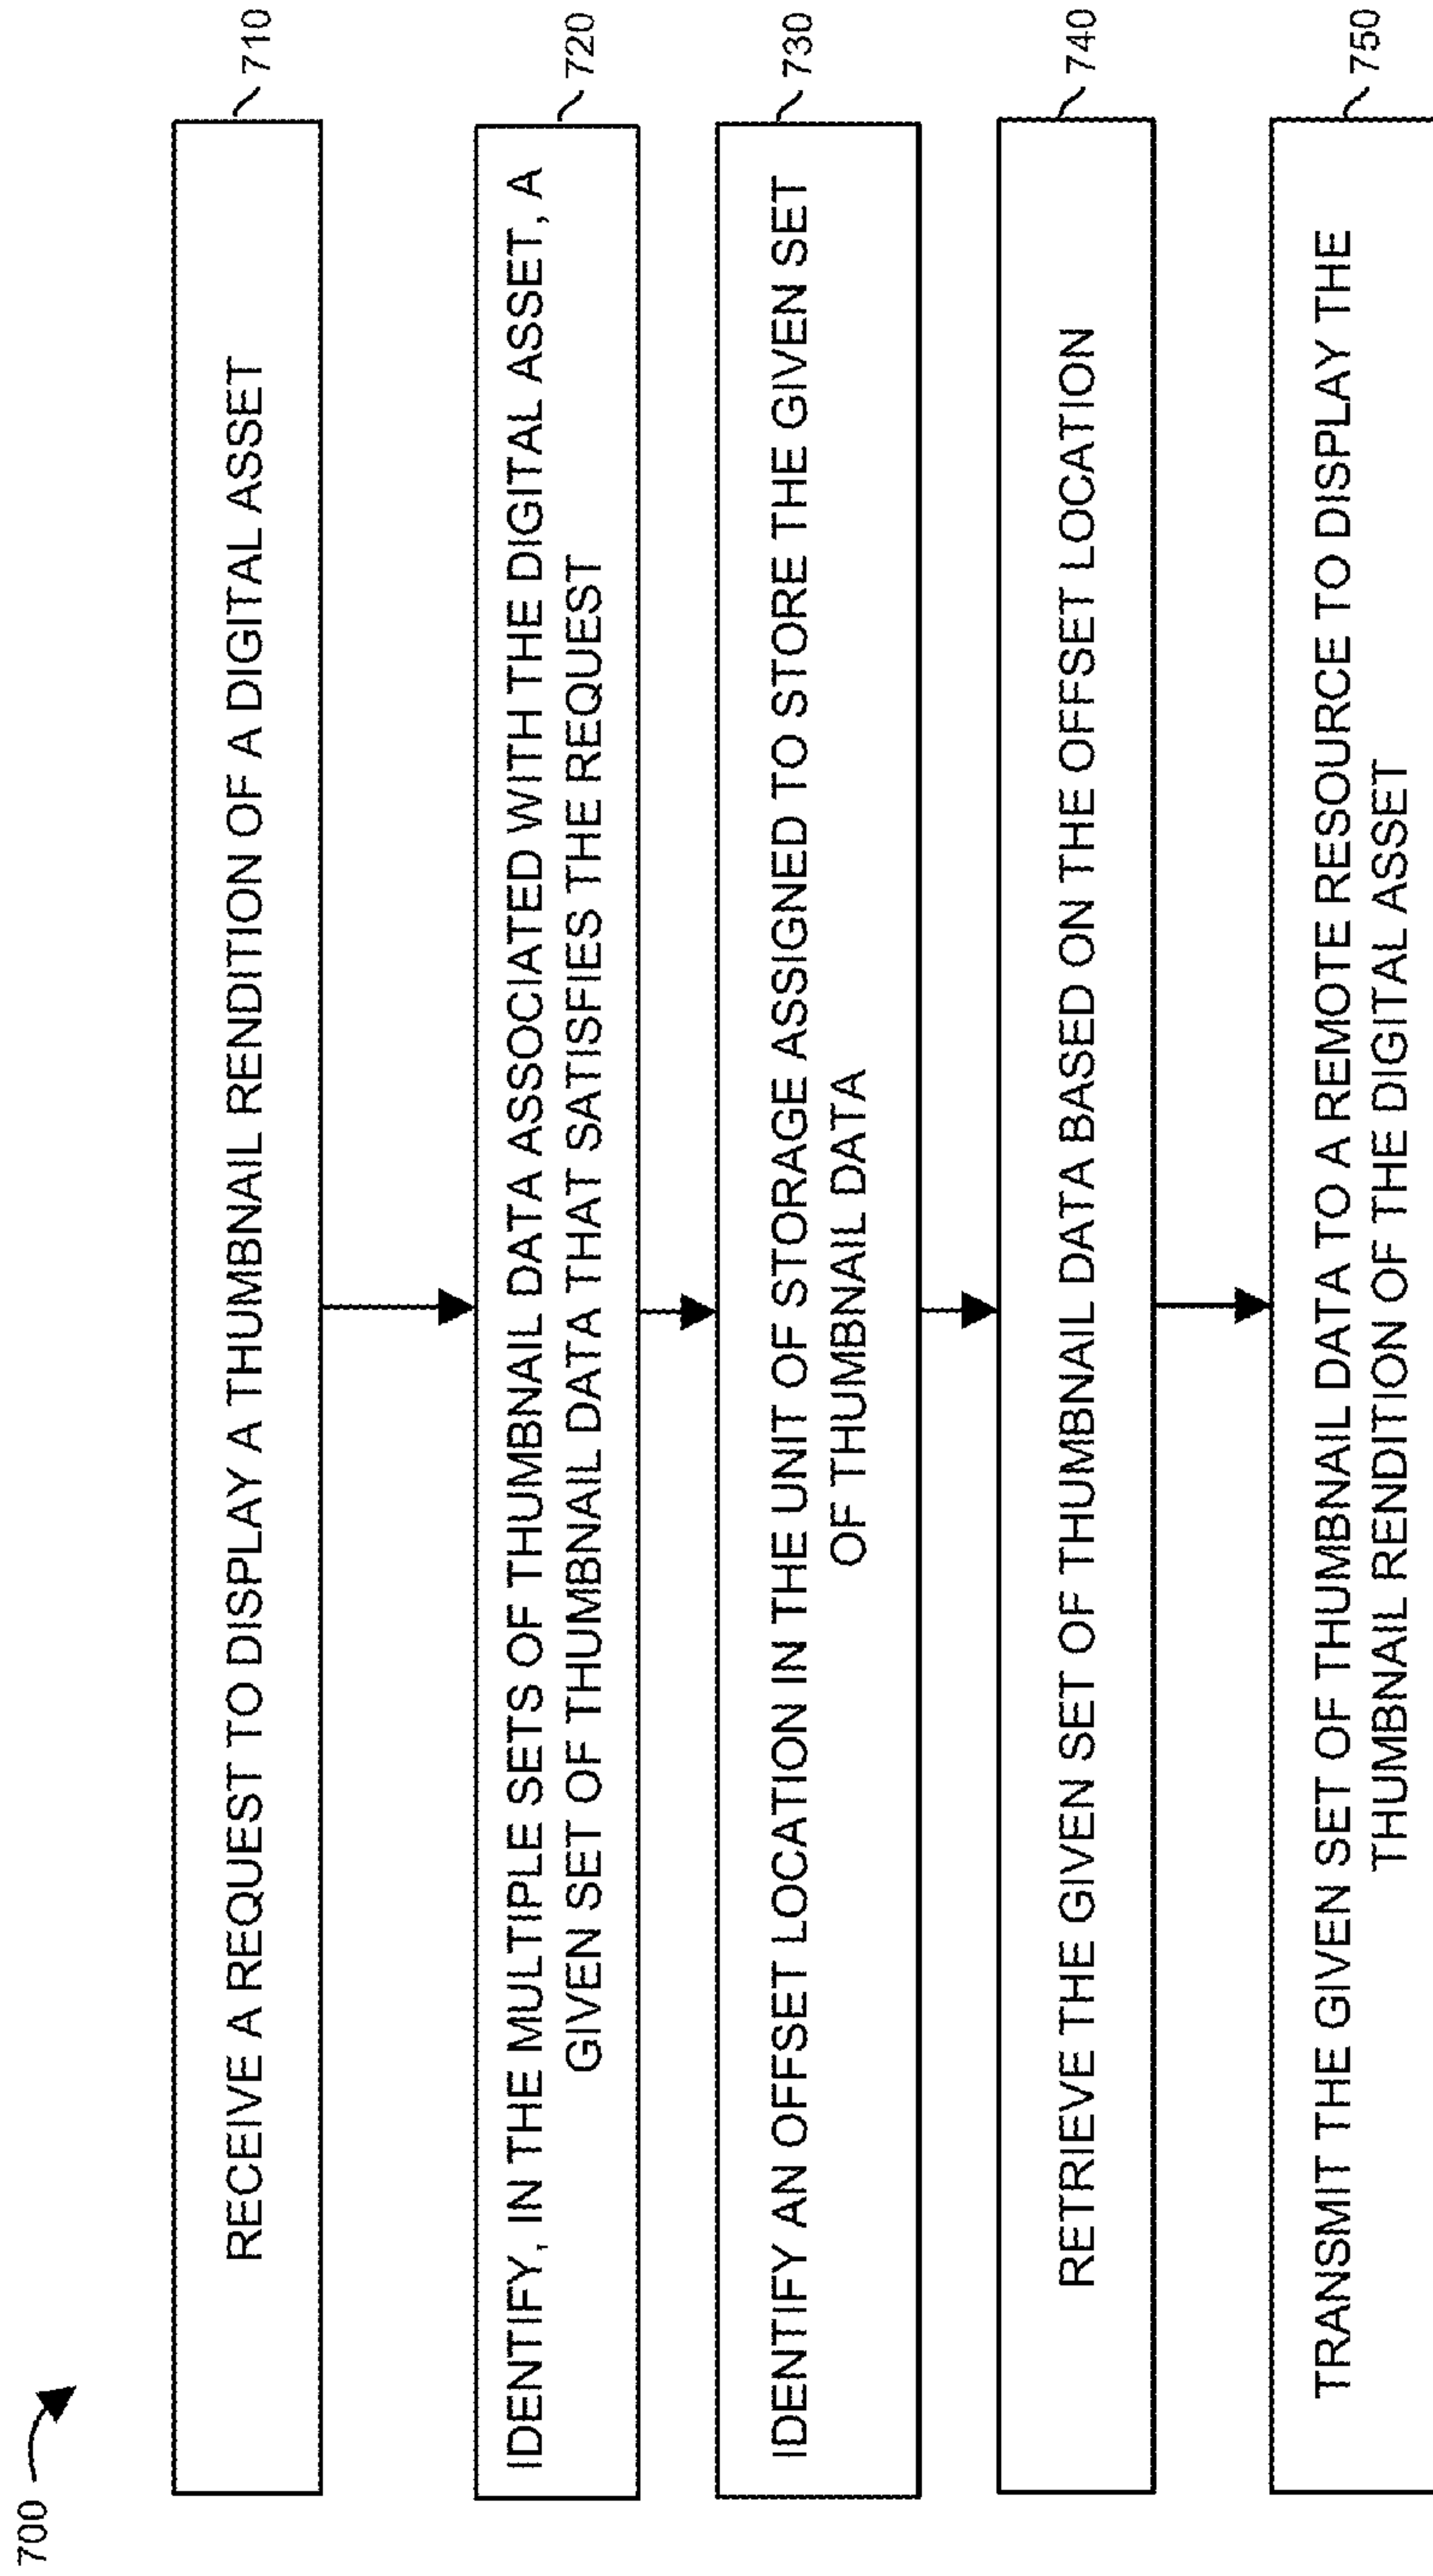 700
RECEIVE A REQUEST TO DISPLAY A THUMBNAIL RENDITION OF A DIGITAL ASSET
710
IDENTIFY, IN THE MULTIPLE SETS OF THUMBNAIL DATA ASSOCIATED WITH THE DIGITAL ASSET, A
GIVEN SET OF THUMBNAIL DATA THAT SATISFIES THE REQUEST
720
IDENTIFY AN OFFSET LOCATION IN THE UNIT OF STORAGE ASSIGNED TO STORE THE GIVEN SET
OF THUMBNAIL DATA
730
RETRIEVE THE GIVEN SET OF THUMBNAIL DATA BASED ON THE OFFSET LOCATION
740
TRANSMIT THE GIVEN SET OF THUMBNAIL DATA TO A REMOTE RESOURCE TO DISPLAY THE
THUMBNAIL RENDITION OF THE DIGITAL ASSET
750